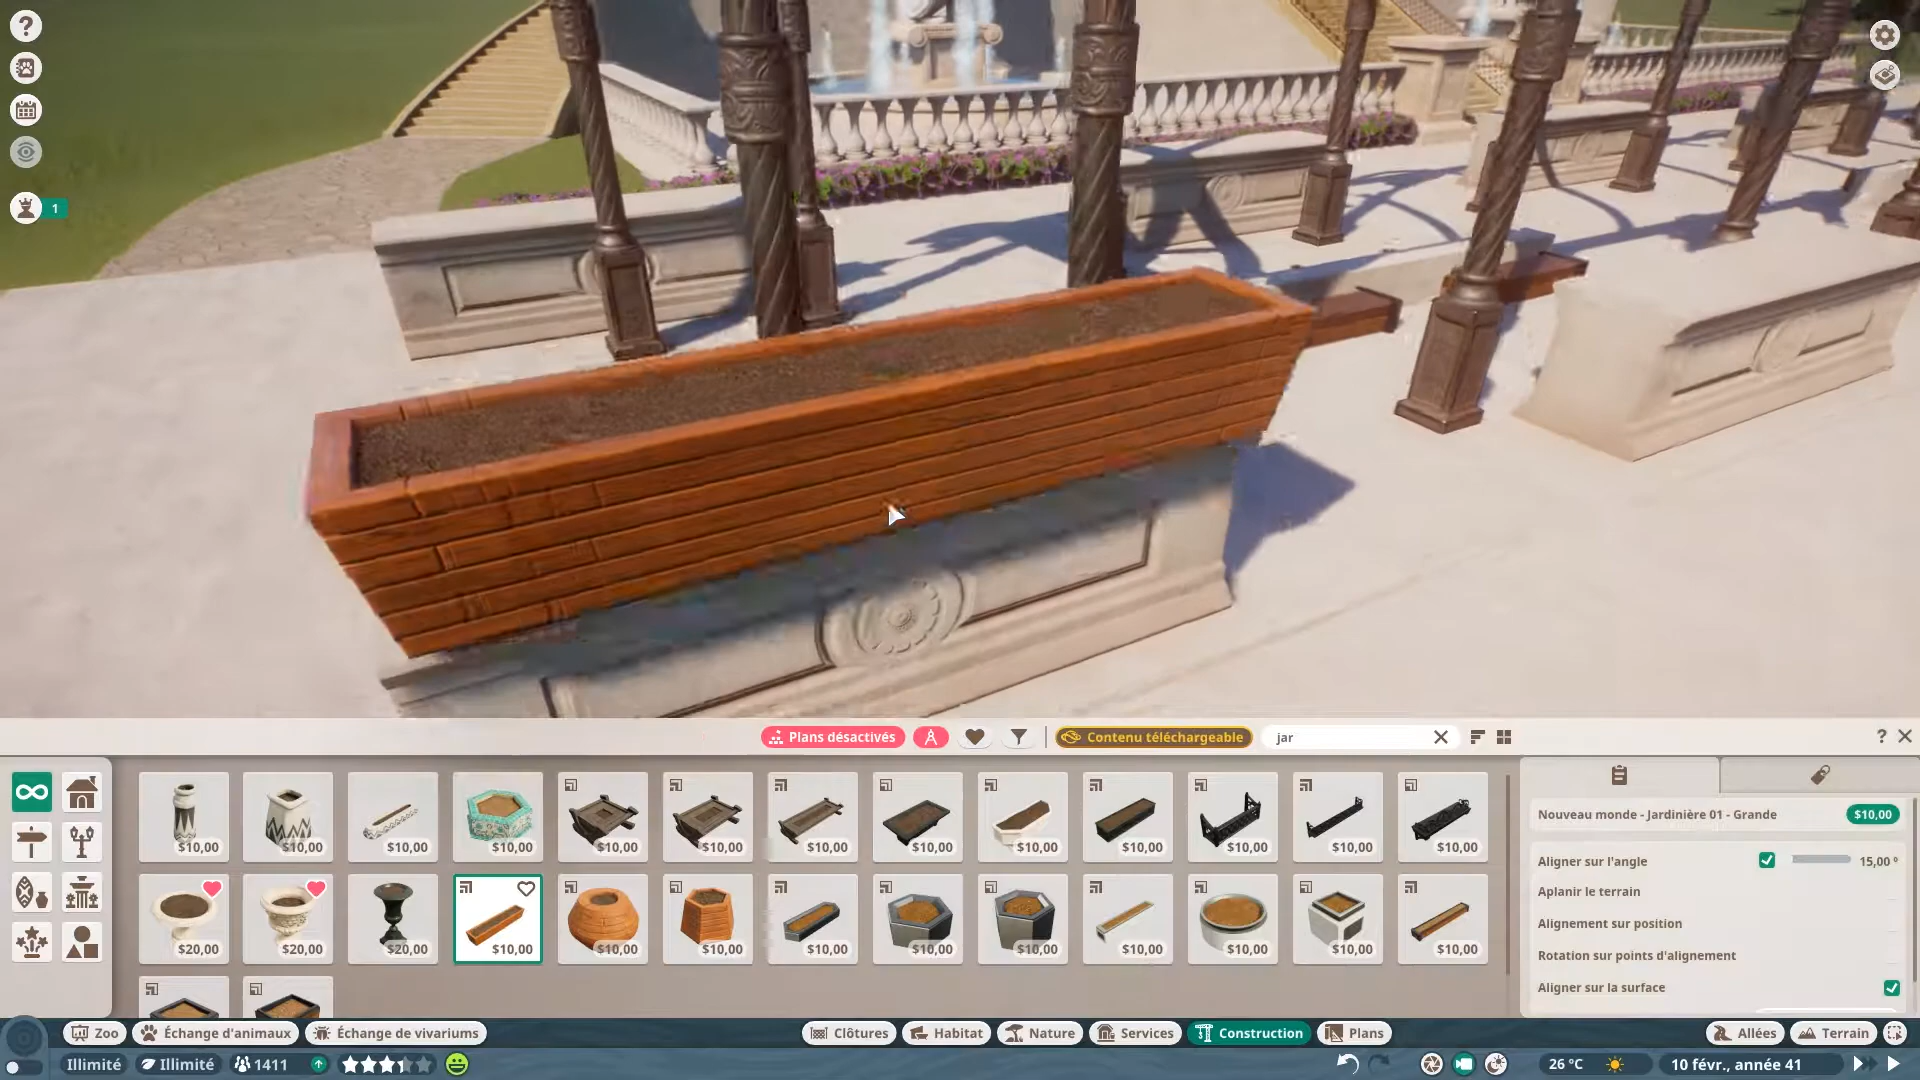 ?
1
Plans désactivés
Contenu téléchargeable
jar
?
$10,00 $10,00 $10,00 $10,00 $10,00 $10,00 $10,00 $10,00 $10,00 $10,00 $10,00 $10,00 $10,00
$20,00 $20,00 $20,00 $10,00 $10,00 $10,00 $10,00 $10,00 $10,00 $10,00 $10,00 $10,00 $10,00
Nouveau monde - Jardinière 01 - Grande $10,00
Aligner sur l'angle 15,00 °
Aplanir le terrain
Alignement sur position
Rotation sur points d'alignement
Aligner sur la surface
Zoo Échange d'animaux Échange de vivariums Clôtures Habitat Nature Services Construction Plans Allées Terrain
Illimité Illimité 1411 26 °C 10 févr., année 41